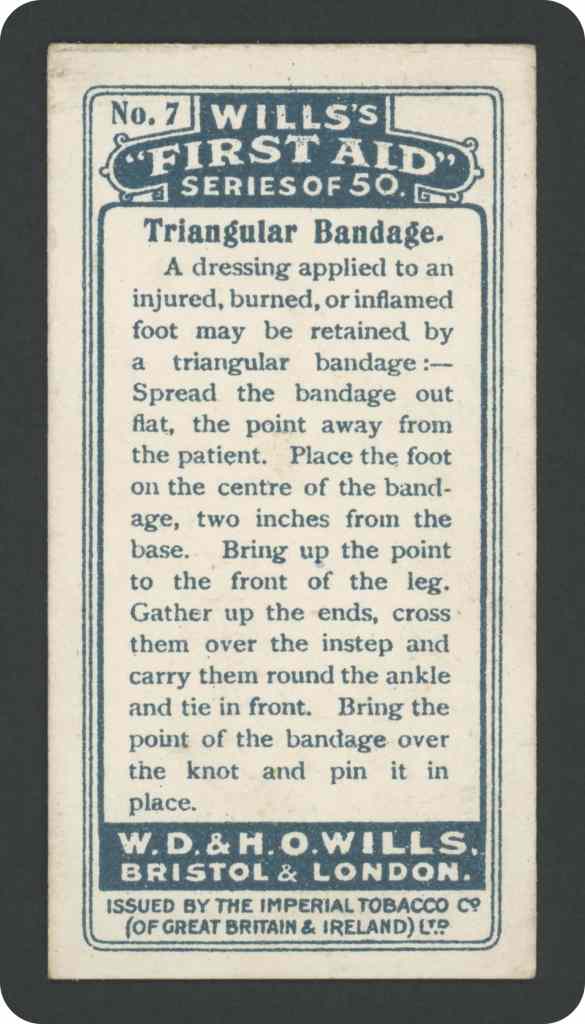 No. 7
WILLS'S
"FIRST AID"
SERIES OF 50.
Triangular Bandage.
A dressing applied to an
injured, burned, or inflamed
foot may be retained by
a triangular bandage:—
Spread the bandage out
flat, the point away from
the patient. Place the foot
on the centre of the band-
age, two inches from the
base. Bring up the point
to the front of the leg.
Gather up the ends, cross
them over the instep and
carry them round the ankle
and tie in front. Bring the
point of the bandage over
the knot and pin it in
place.
W.D. & H.O. WILLS.
BRISTOL & LONDON.
ISSUED BY THE IMPERIAL TOBACCO Co.
(OF GREAT BRITAIN & IRELAND) LTD.